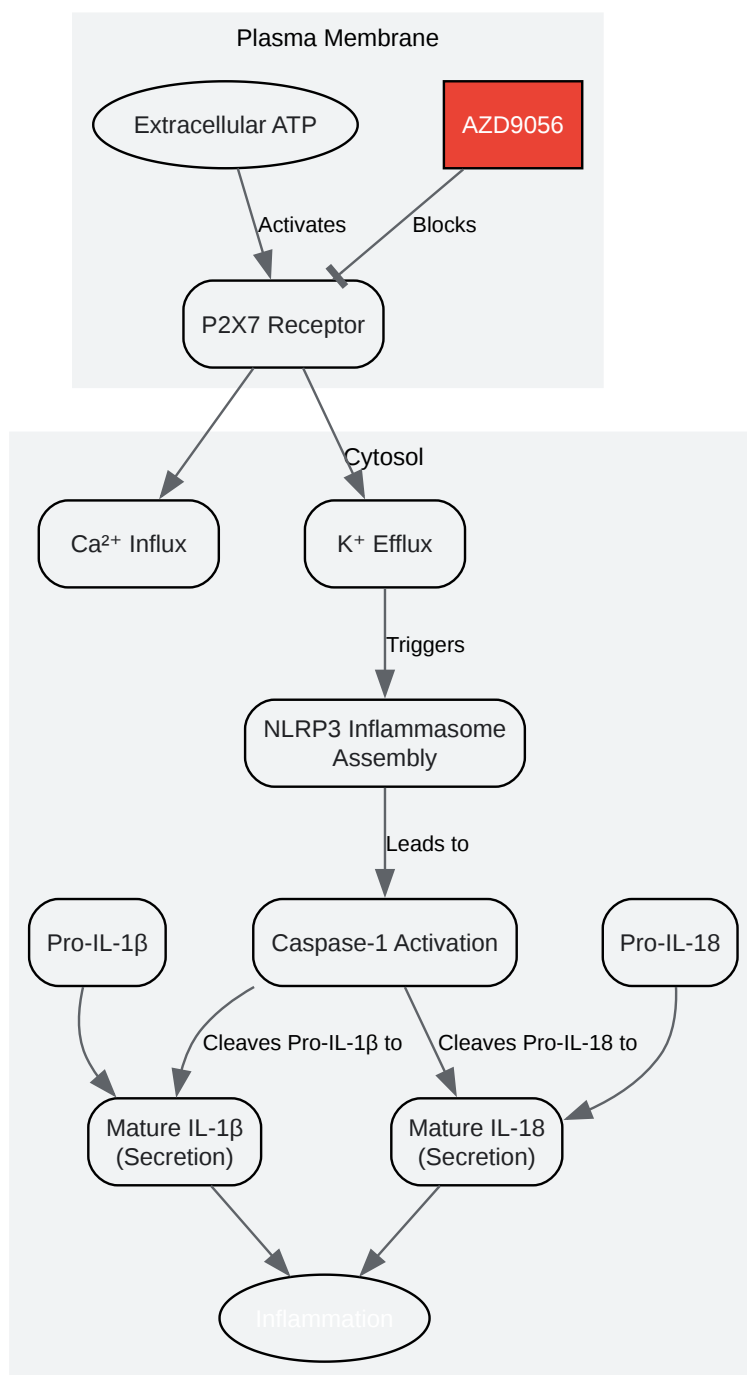 Plasma Membrane
Extracellular ATP
AZD9056
Activates
Blocks
P2X7 Receptor
Cytosol
Ca²⁺ Influx
K⁺ Efflux
Triggers
NLRP3 Inflammasome
Assembly
Leads to
Pro-IL-1β
Caspase-1 Activation
Pro-IL-18
Cleaves Pro-IL-1β to
Cleaves Pro-IL-18 to
Mature IL-1β
(Secretion)
Mature IL-18
(Secretion)
Inflammation